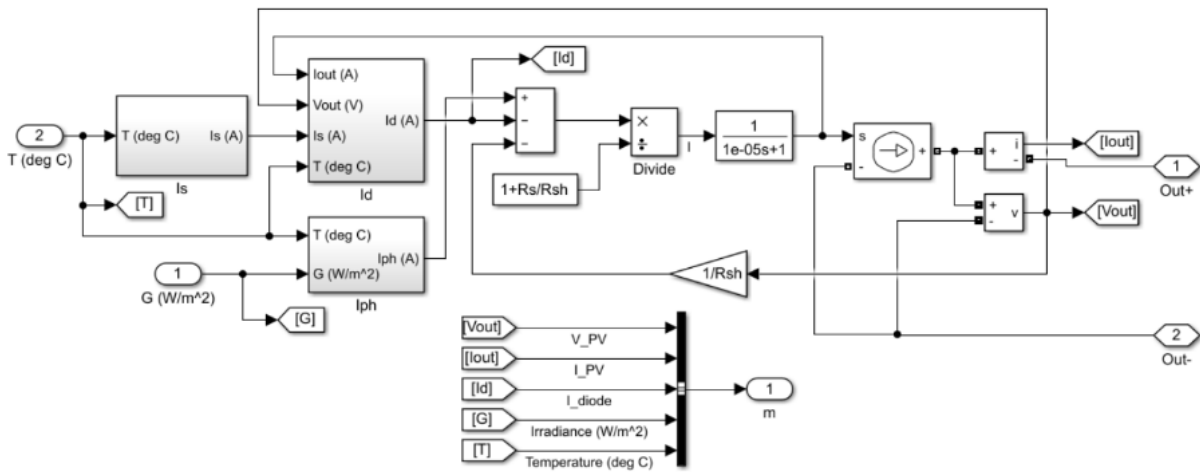 2
T (deg C)
T (deg C)
Is (A)
Is
[T]
Iout (A)
Vout (V)
Is (A)
T (deg C)
Id (A)
Id
[Id]
T (deg C)
G (W/m^2)
Iph (A)
Iph
1
G (W/m^2)
[G]
+
−
−
1+Rs/Rsh
×
÷
Divide
I
1
1e-05s+1
s
-
+
+
i
-
[Iout]
1
Out+
+
-
v
[Vout]
1/Rsh
2
Out-
[Vout]
V_PV
[Iout]
I_PV
[Id]
I_diode
[G]
Irradiance (W/m^2)
[T]
Temperature (deg C)
1
m